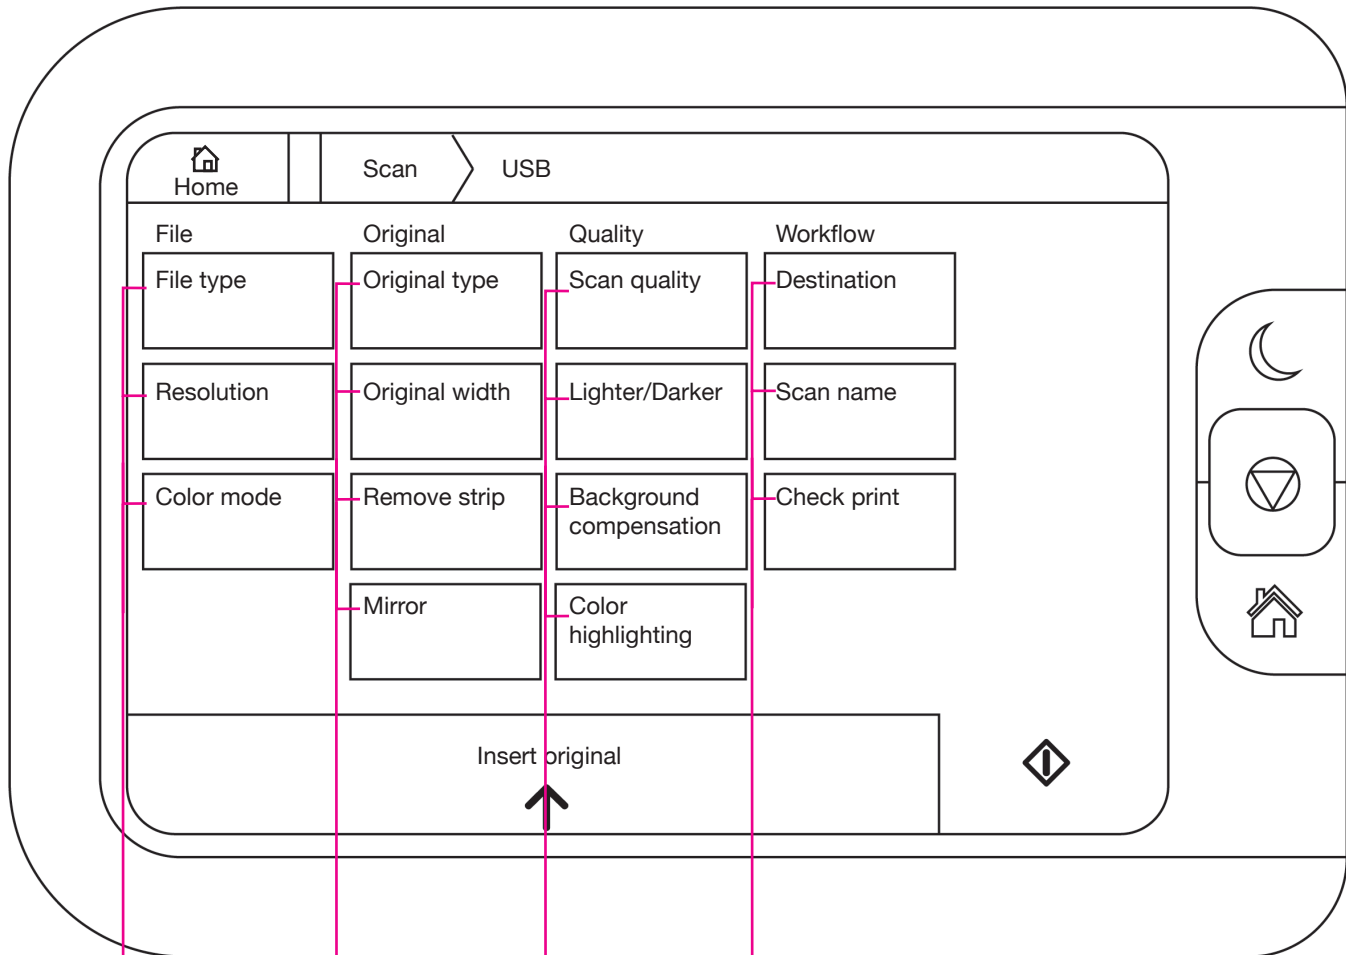 Home
Scan
USB
File
Original
Quality
Workflow
File type
Original type
Scan quality
Destination
Resolution
Original width
Lighter/Darker
Scan name
Color mode
Remove strip
Background
compensation
Check print
Mirror
Color
highlighting
Insert original